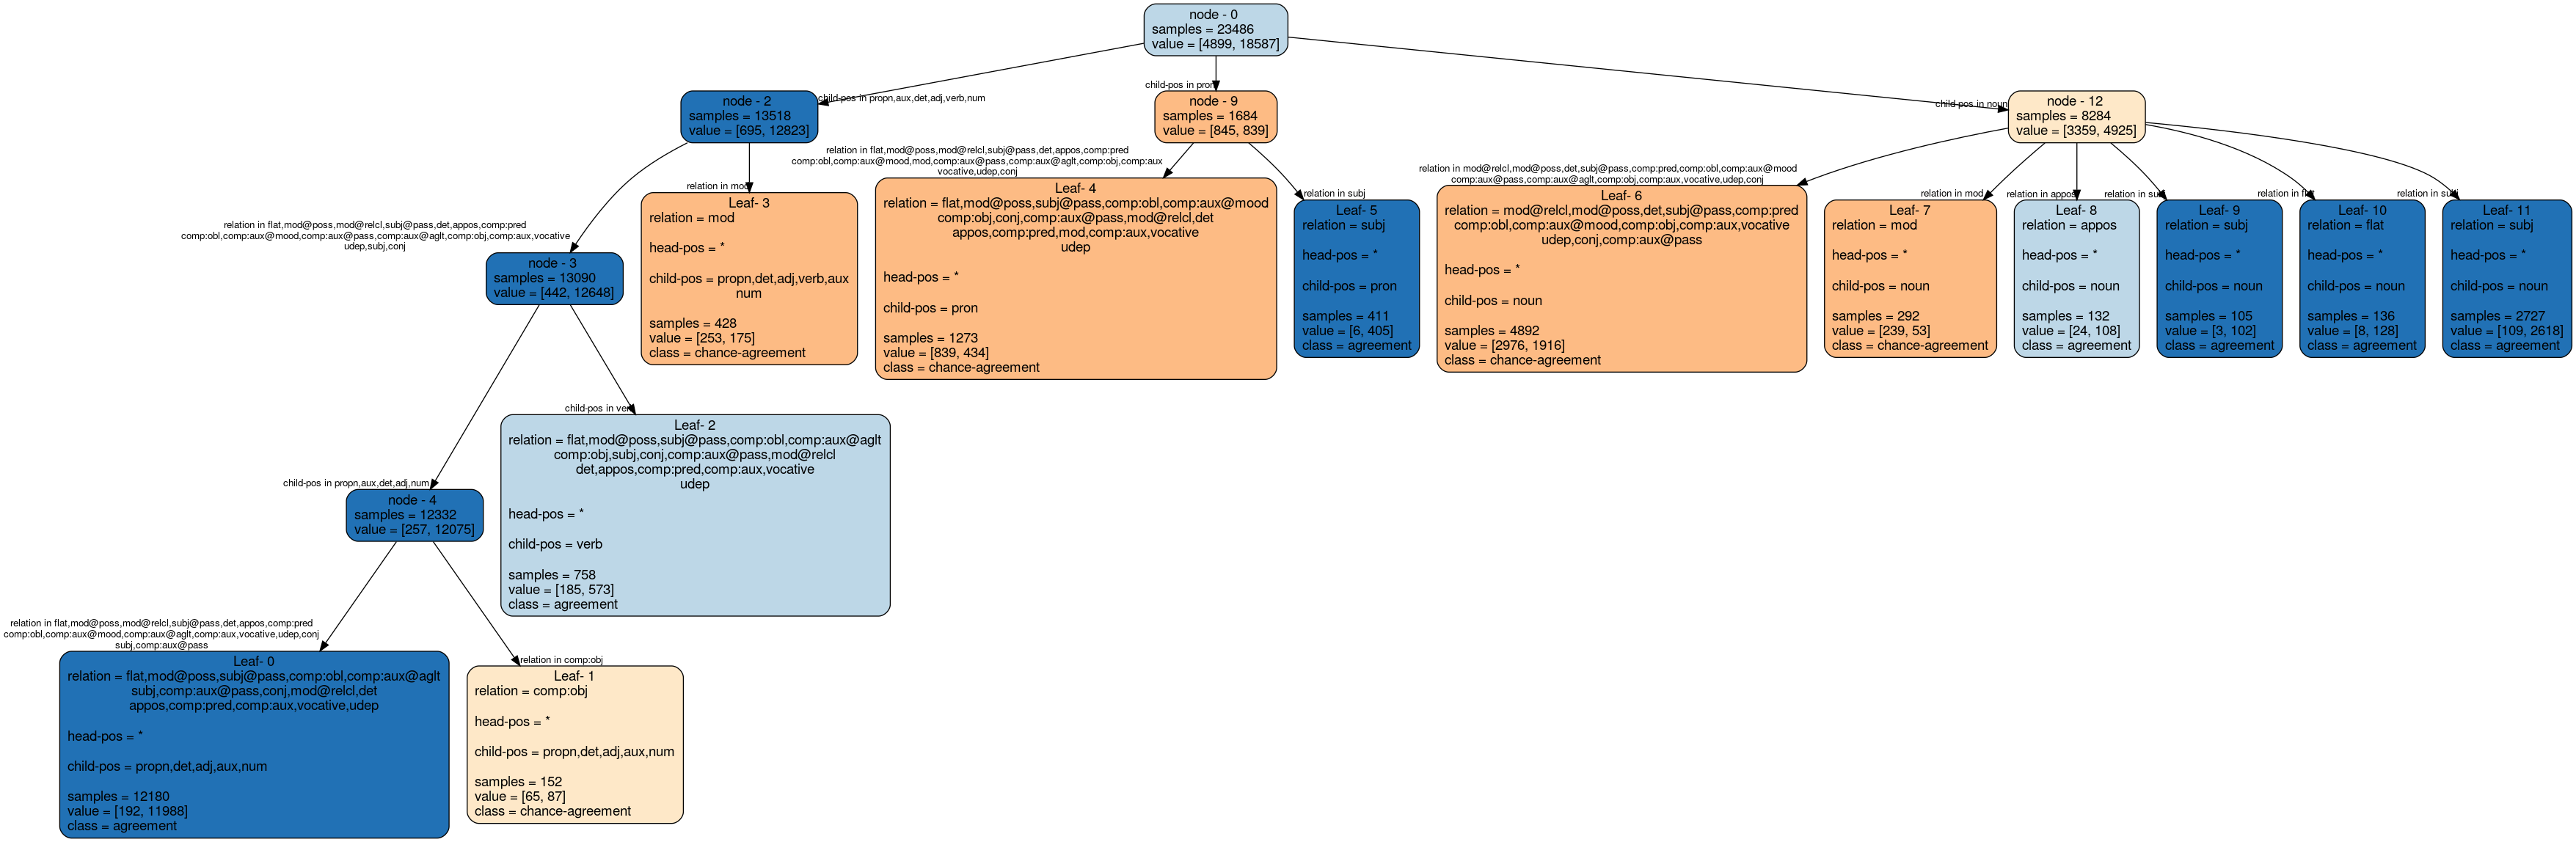 node - 0
samples = 23486
value = [4899, 18587]
child-pos in propn,aux,det,adj,verb,num
node - 2
samples = 13518
value = [695, 12823]
child-pos in pron
node - 9
samples = 1684
value = [845, 839]
child-pos in noun
node - 12
samples = 8284
value = [3359, 4925]
relation in flat,mod@poss,mod@relcl,subj@pass,det,appos,comp:pred
comp:obl,comp:aux@mood,comp:aux@pass,comp:aux@aglt,comp:obj,comp:aux,vocative
udep,subj,conj
node - 3
samples = 13090
value = [442, 12648]
relation in mod
Leaf- 3
relation = mod
head-pos = *
child-pos = propn,det,adj,verb,aux
num
samples = 428
value = [253, 175]
class = chance-agreement
relation in flat,mod@poss,mod@relcl,subj@pass,det,appos,comp:pred
comp:obl,comp:aux@mood,mod,comp:aux@pass,comp:aux@aglt,comp:obj,comp:aux
vocative,udep,conj
Leaf- 4
relation = flat,mod@poss,subj@pass,comp:obl,comp:aux@mood
comp:obj,conj,comp:aux@pass,mod@relcl,det
appos,comp:pred,mod,comp:aux,vocative
udep
head-pos = *
child-pos = pron
samples = 1273
value = [839, 434]
class = chance-agreement
relation in subj
Leaf- 5
relation = subj
head-pos = *
child-pos = pron
samples = 411
value = [6, 405]
class = agreement
relation in mod@relcl,mod@poss,det,subj@pass,comp:pred,comp:obl,comp:aux@mood
comp:aux@pass,comp:aux@aglt,comp:obj,comp:aux,vocative,udep,conj
Leaf- 6
relation = mod@relcl,mod@poss,det,subj@pass,comp:pred
comp:obl,comp:aux@mood,comp:obj,comp:aux,vocative
udep,conj,comp:aux@pass
head-pos = *
child-pos = noun
samples = 4892
value = [2976, 1916]
class = chance-agreement
relation in mod
Leaf- 7
relation = mod
head-pos = *
child-pos = noun
samples = 292
value = [239, 53]
class = chance-agreement
relation in appos
Leaf- 8
relation = appos
head-pos = *
child-pos = noun
samples = 132
value = [24, 108]
class = agreement
relation in subj
Leaf- 9
relation = subj
head-pos = *
child-pos = noun
samples = 105
value = [3, 102]
class = agreement
relation in flat
Leaf- 10
relation = flat
head-pos = *
child-pos = noun
samples = 136
value = [8, 128]
class = agreement
relation in subj
Leaf- 11
relation = subj
head-pos = *
child-pos = noun
samples = 2727
value = [109, 2618]
class = agreement
child-pos in propn,aux,det,adj,num
node - 4
samples = 12332
value = [257, 12075]
child-pos in verb
Leaf- 2
relation = flat,mod@poss,subj@pass,comp:obl,comp:aux@aglt
comp:obj,subj,conj,comp:aux@pass,mod@relcl
det,appos,comp:pred,comp:aux,vocative
udep
head-pos = *
child-pos = verb
samples = 758
value = [185, 573]
class = agreement
relation in flat,mod@poss,mod@relcl,subj@pass,det,appos,comp:pred
comp:obl,comp:aux@mood,comp:aux@aglt,comp:aux,vocative,udep,conj
subj,comp:aux@pass
Leaf- 0
relation = flat,mod@poss,subj@pass,comp:obl,comp:aux@aglt
subj,comp:aux@pass,conj,mod@relcl,det
appos,comp:pred,comp:aux,vocative,udep
head-pos = *
child-pos = propn,det,adj,aux,num
samples = 12180
value = [192, 11988]
class = agreement
relation in comp:obj
Leaf- 1
relation = comp:obj
head-pos = *
child-pos = propn,det,adj,aux,num
samples = 152
value = [65, 87]
class = chance-agreement